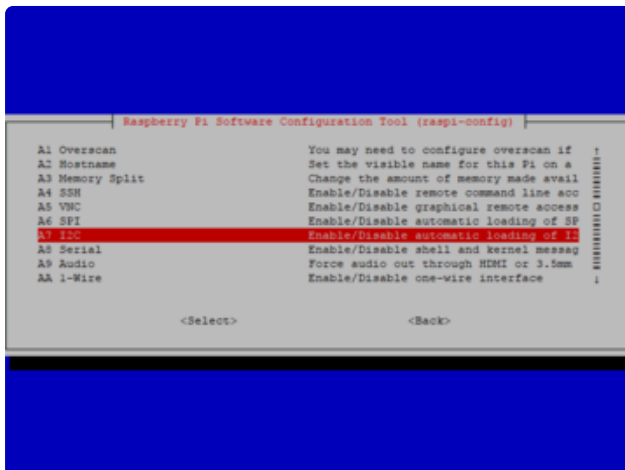 Raspberry Pi Software Configuration Tool (raspi-config)
A1 Overscan You may need to configure overscan if
A2 Hostname Set the visible name for this Pi on a
A3 Memory Split Change the amount of memory made avail
A4 SSH Enable/Disable remote command line acc
A5 VNC Enable/Disable graphical remote access
A6 SPI Enable/Disable automatic loading of SP
A7 I2C Enable/Disable automatic loading of I2
A8 Serial Enable/Disable shell and kernel messag
A9 Audio Force audio out through HDMI or 3.5mm
AA 1-Wire Enable/Disable one-wire interface
<Select> <Back>